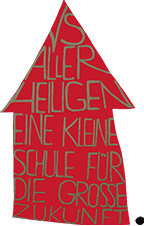 VS
ALLER
HEILIGEN
EINE KLEINE
SCHULE FÜR
DIE GROSSE
ZUKUNFT